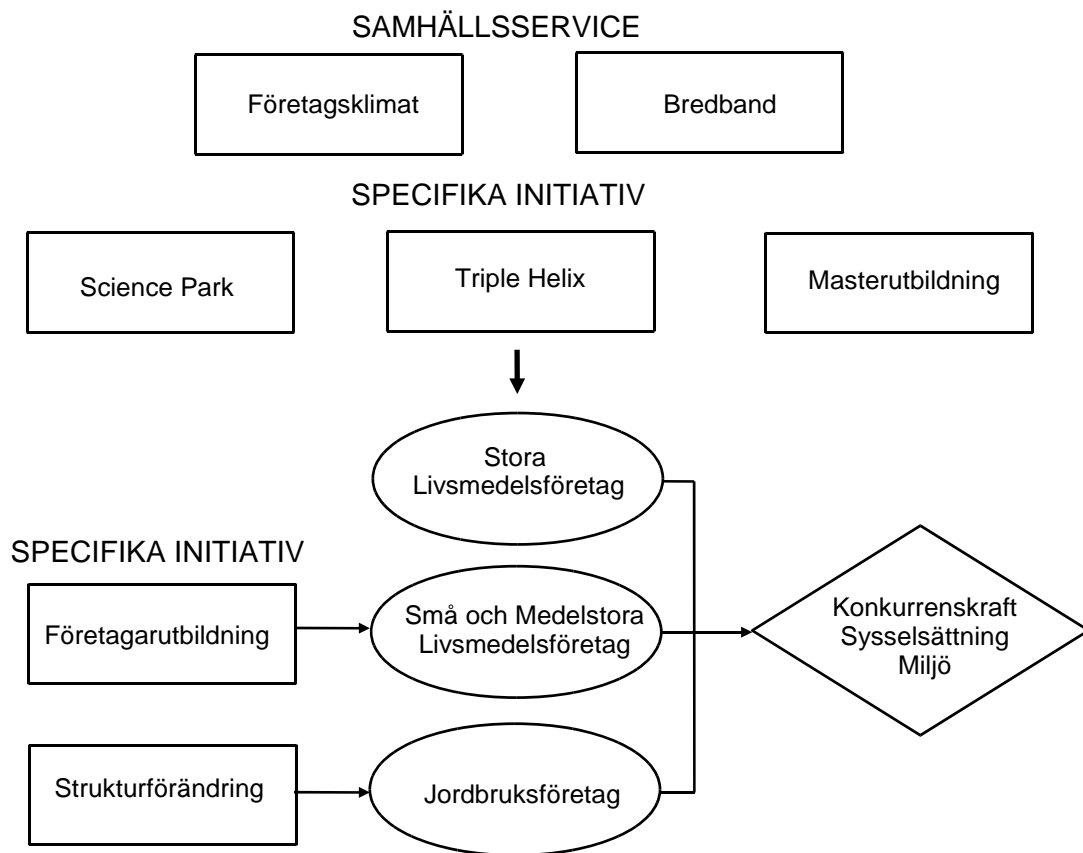 SAMHÄLLSSERVICE
Företagsklimat
Bredband
SPECIFIKA INITIATIV
Science Park
Triple Helix
Masterutbildning
Stora
Livsmedelsföretag
SPECIFIKA INITIATIV
Företagarutbildning
Små och Medelstora
Livsmedelsföretag
Konkurrenskraft
Sysselsättning
Miljö
Strukturförändring
Jordbruksföretag